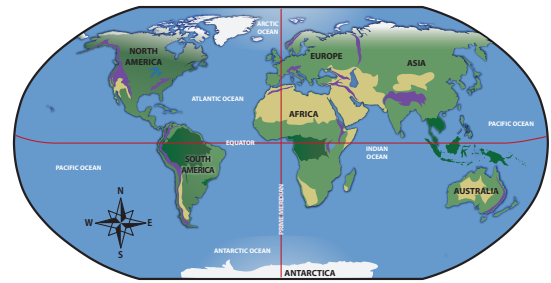 ARCTIC
OCEAN
NORTH
AMERICA
EUROPE
ASIA
ATLANTIC OCEAN
AFRICA
PACIFIC OCEAN
EQUATOR
INDIAN
OCEAN
PACIFIC OCEAN
SOUTH
AMERICA
AUSTRALIA
PRIME MERIDIAN
N
W
E
S
ANTARCTIC OCEAN
ANTARCTICA